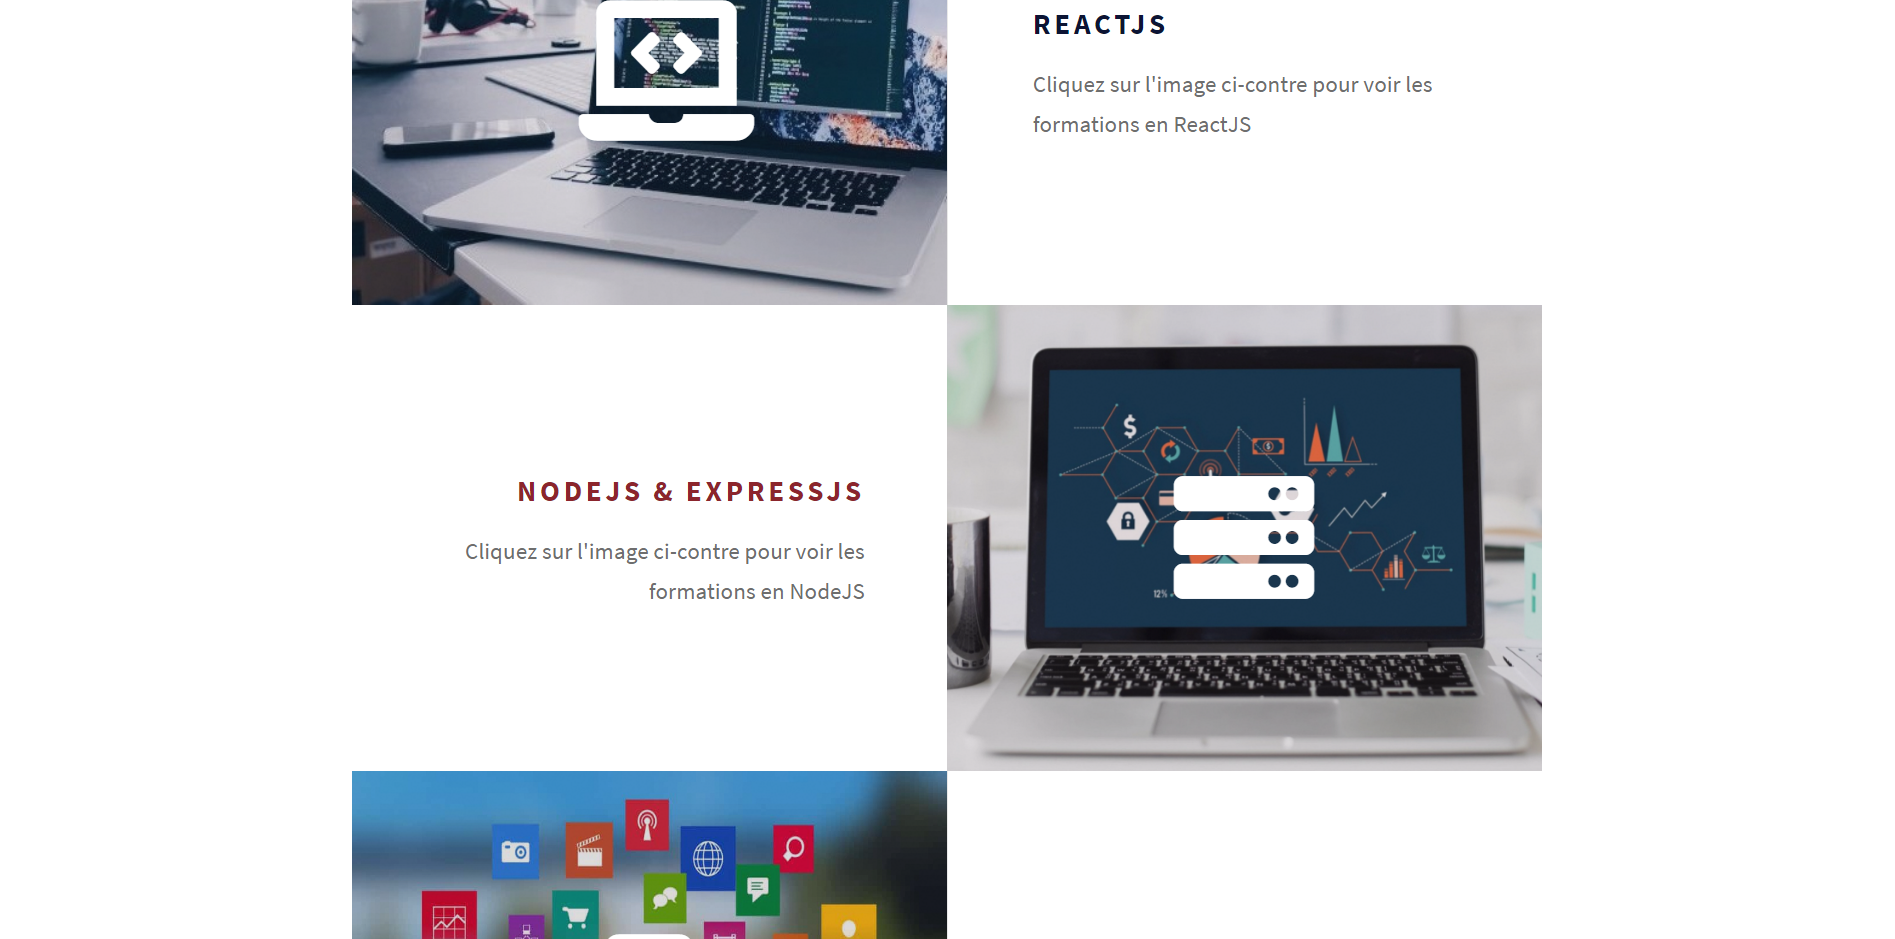 REACTJS
Cliquez sur l'image ci-contre pour voir les
formations en ReactJS
NODEJS & EXPRESSJS
Cliquez sur l'image ci-contre pour voir les
formations en NodeJS
$
12%